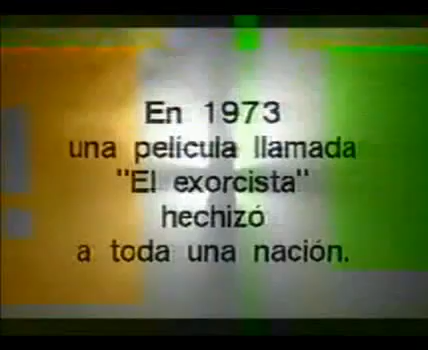 En 1973
una película llamada
"El exorcista"
hechizó
a toda una nación.